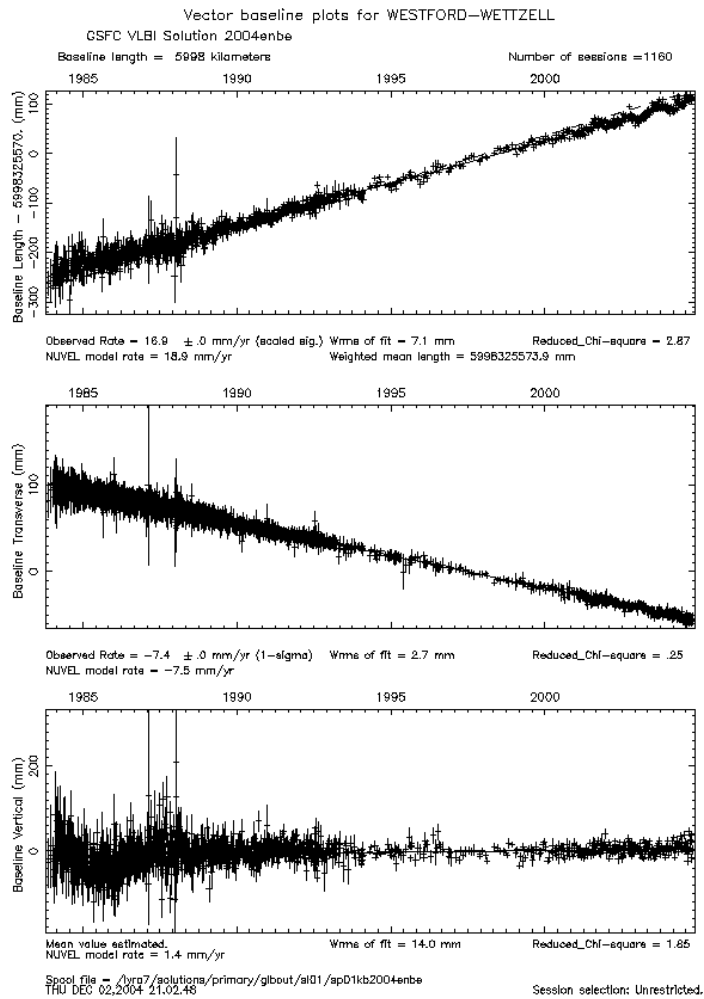 Vector baseline plots for WESTFORD-WETTZELL
GSFC VLBI Solution 2004enbe
Baseline length = 5998 kilometers Number of sessions =1160
1985 1990 1995 2000
Baseline Length - 5998325570. (mm)
100
0
-100
-200
-300
Observed Rate = 16.9 ±.0 mm/yr (scaled sig.) Wrms of fit = 7.1 mm Reduced_Chi-square = 2.87
NUVEL model rate = 18.9 mm/yr Weighted mean length = 5998325573.9 mm
1985 1990 1995 2000
Baseline Transverse (mm)
100
0
Observed Rate = -7.4 ±.0 mm/yr (1-sigma) Wrms of fit = 2.7 mm Reduced_Chi-square = .25
NUVEL model rate = -7.5 mm/yr
1985 1990 1995 2000
Baseline Vertical (mm)
200
0
Mean value estimated. Wrms of fit = 14.0 mm Reduced_Chi-square = 1.65
NUVEL model rate = 1.4 mm/yr
Spool file = /lyra7/solutions/primary/glbout/sl01/sp01kb2004enbe
THU DEC 02,2004 21.02.48 Session selection: Unrestricted.